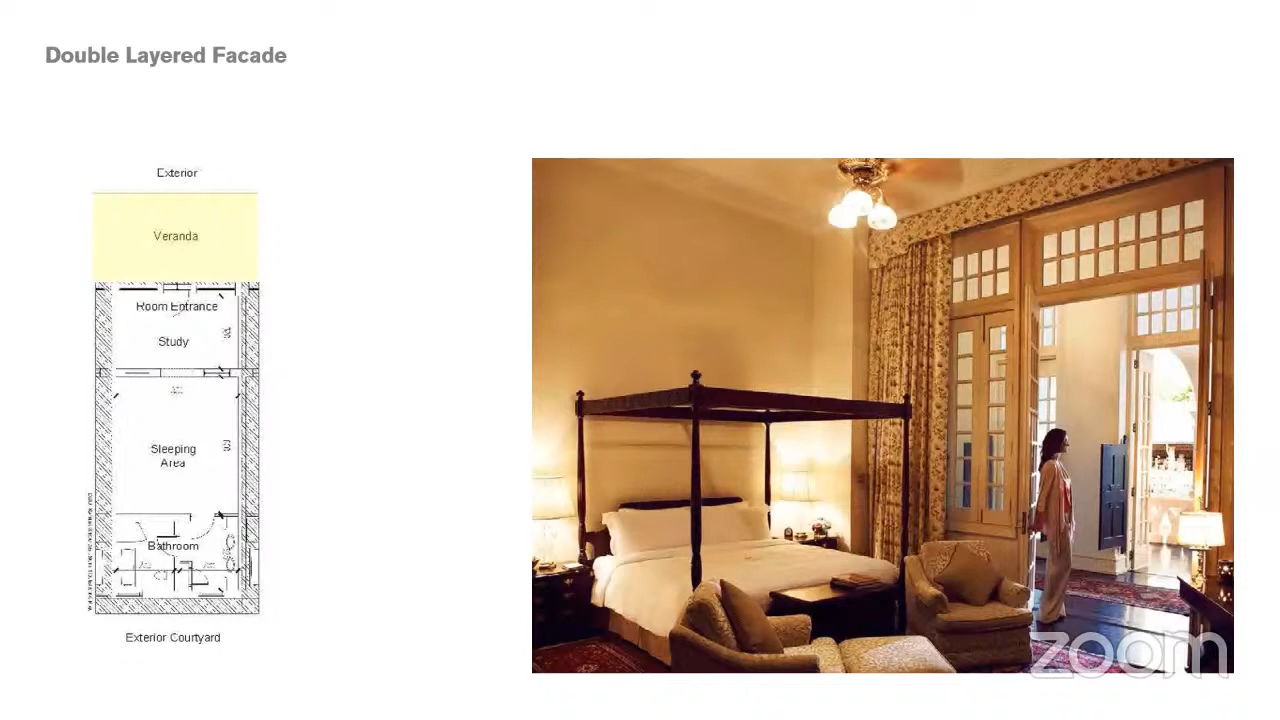 Double Layered Facade
Exterior
Veranda
Room Entrance
Study
Sleeping
Area
Bathroom
Exterior Courtyard
zoom